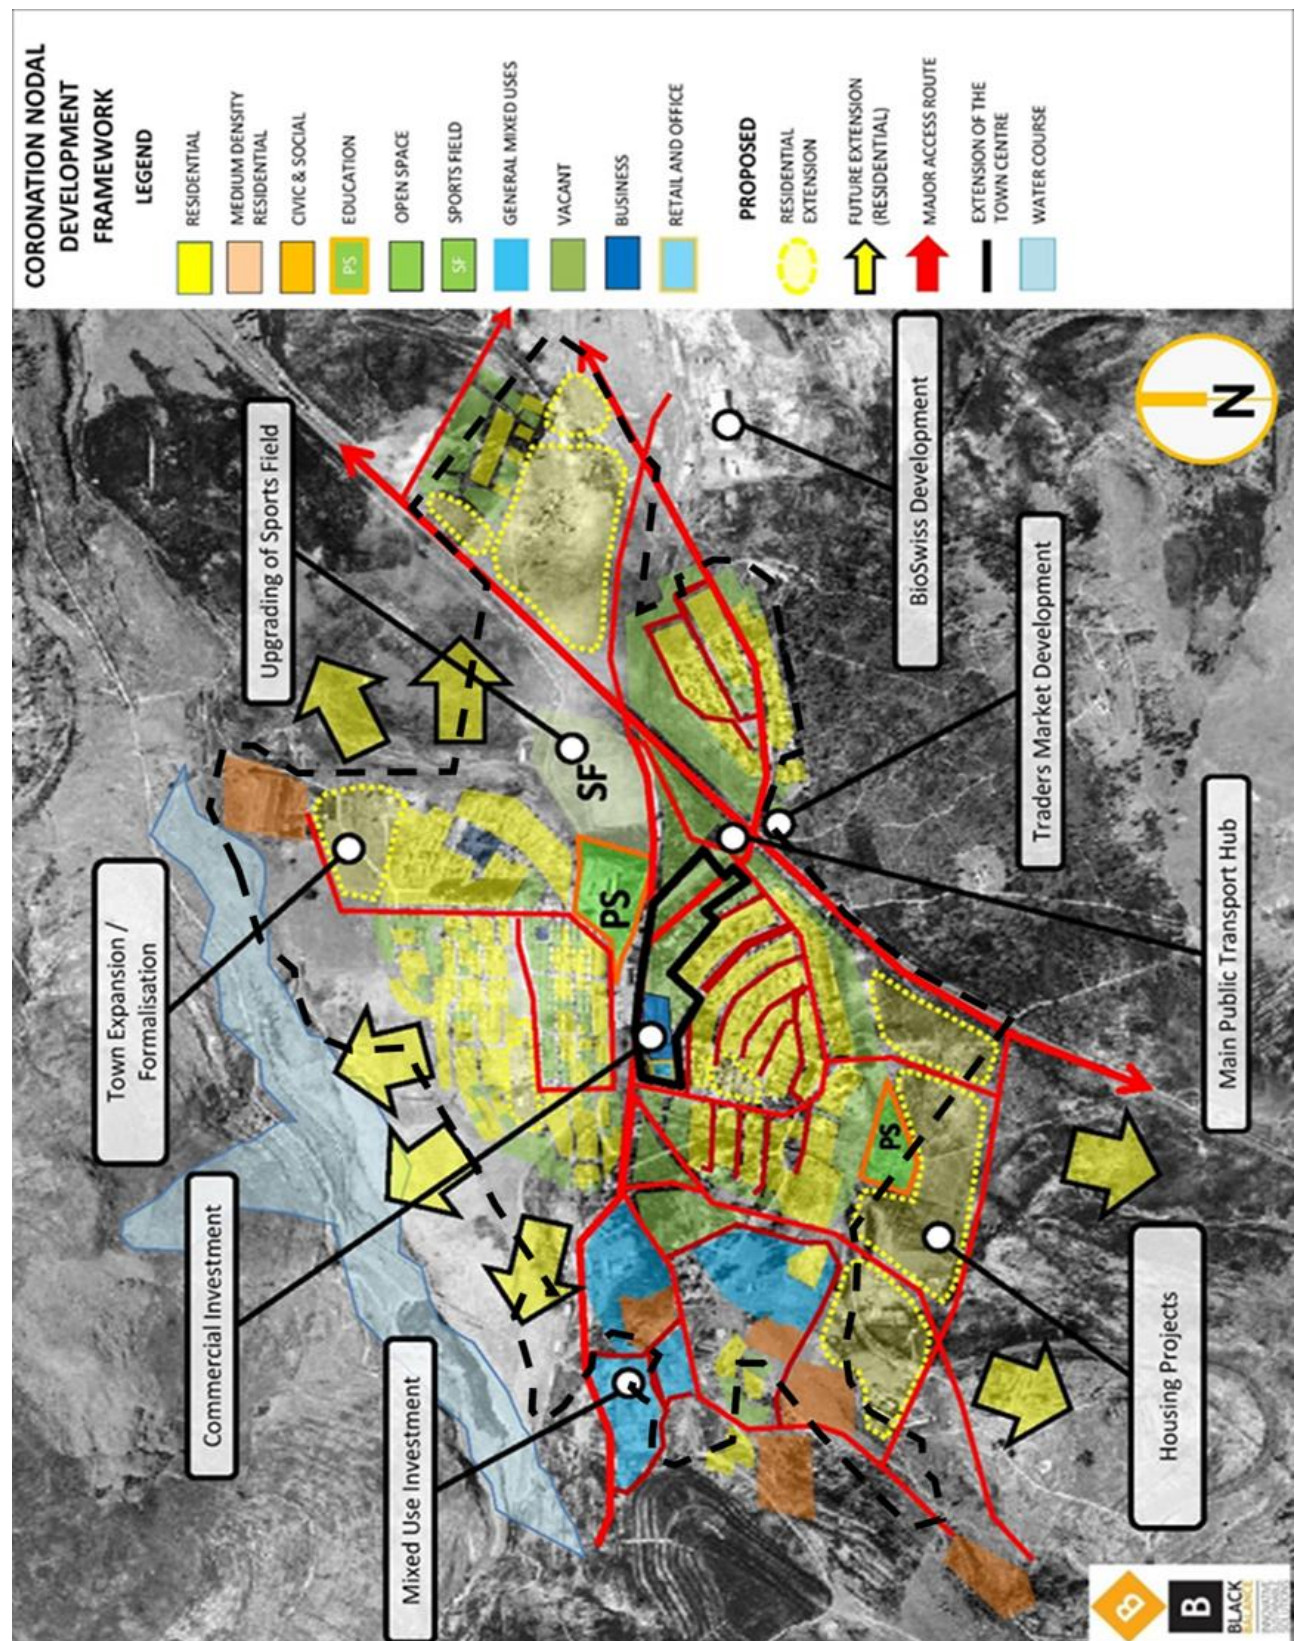 CORONATION NODAL
DEVELOPMENT
FRAMEWORK
LEGEND
RESIDENTIAL
MEDIUM DENSITY
RESIDENTIAL
CIVIC & SOCIAL
PS
EDUCATION
OPEN SPACE
SF
SPORTS FIELD
GENERAL MIXED USES
VACANT
BUSINESS
RETAIL AND OFFICE
PROPOSED
RESIDENTIAL
EXTENSION
FUTURE EXTENSION
(RESIDENTIAL)
MAJOR ACCESS ROUTE
EXTENSION OF THE
TOWN CENTRE
WATER COURSE
Mixed Use Investment
Commercial Investment
Town Expansion /
Formalisation
Upgrading of Sports Field
SF
PS
PS
BioSwiss Development
Traders Market Development
Main Public Transport Hub
Housing Projects
N
B
B
BLACK
BALANCE